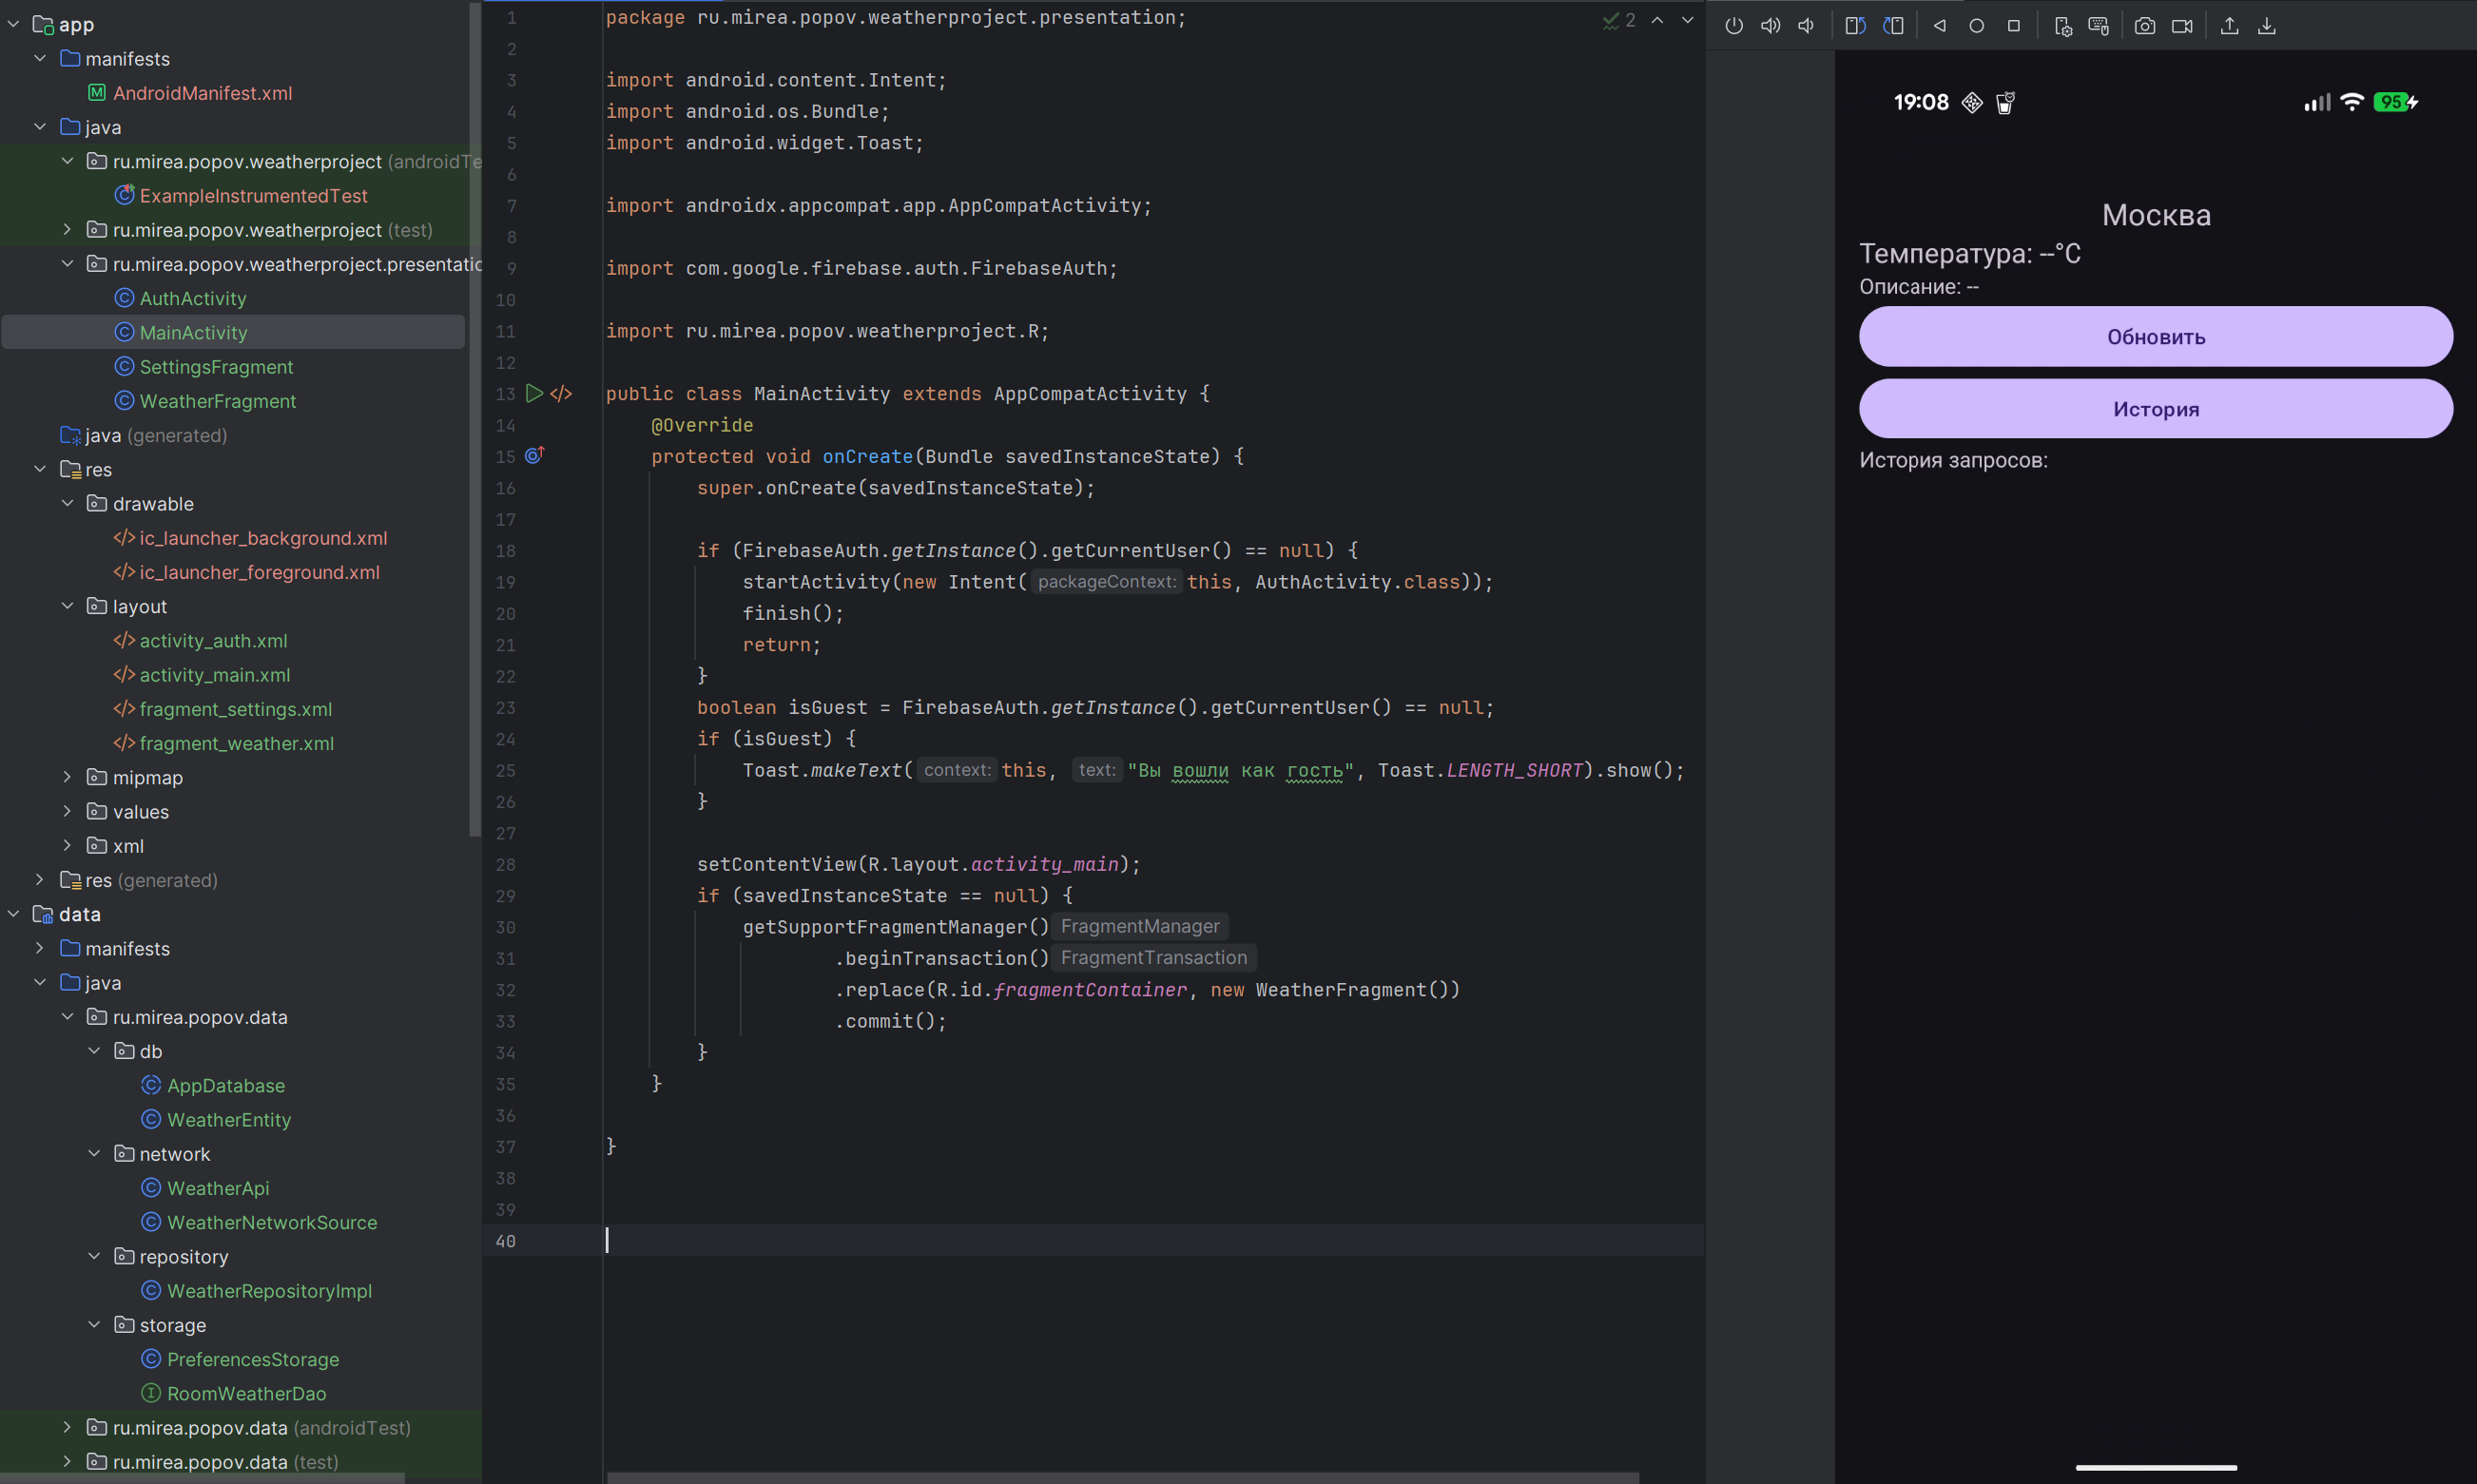 app
manifests
AndroidManifest.xml
java
ru.mirea.popov.weatherproject (androidTe
ExampleInstrumentedTest
ru.mirea.popov.weatherproject (test)
ru.mirea.popov.weatherproject.presentatio
AuthActivity
MainActivity
SettingsFragment
WeatherFragment
java (generated)
res
drawable
ic_launcher_background.xml
ic_launcher_foreground.xml
layout
activity_auth.xml
activity_main.xml
fragment_settings.xml
fragment_weather.xml
mipmap
values
xml
res (generated)
data
manifests
java
ru.mirea.popov.data
db
AppDatabase
WeatherEntity
network
WeatherApi
WeatherNetworkSource
repository
WeatherRepositoryImpl
storage
PreferencesStorage
RoomWeatherDao
ru.mirea.popov.data (androidTest)
ru.mirea.popov.data (test)
1 package ru.mirea.popov.weatherproject.presentation;
2
2
3 import android.content.Intent;
4 import android.os.Bundle;
5 import android.widget.Toast;
6
7 import androidx.appcompat.app.AppCompatActivity;
8
9 import com.google.firebase.auth.FirebaseAuth;
10
11 import ru.mirea.popov.weatherproject.R;
12
13 public class MainActivity extends AppCompatActivity {
14     @Override
15     protected void onCreate(Bundle savedInstanceState) {
16         super.onCreate(savedInstanceState);
17
18         if (FirebaseAuth.getInstance().getCurrentUser() == null) {
19             startActivity(new Intent( packageContext: this, AuthActivity.class));
20             finish();
21             return;
22         }
23         boolean isGuest = FirebaseAuth.getInstance().getCurrentUser() == null;
24         if (isGuest) {
25             Toast.makeText( context: this, text: "Вы вошли как гость", Toast.LENGTH_SHORT).show();
26         }
27
28         setContentView(R.layout.activity_main);
29         if (savedInstanceState == null) {
30             getSupportFragmentManager() FragmentManager
31                     .beginTransaction() FragmentTransaction
32                     .replace(R.id.fragmentContainer, new WeatherFragment())
33                     .commit();
34         }
35     }
36
37 }
38
39
40
19:08
95
Москва
Температура: --°C
Описание: --
Обновить
История
История запросов: